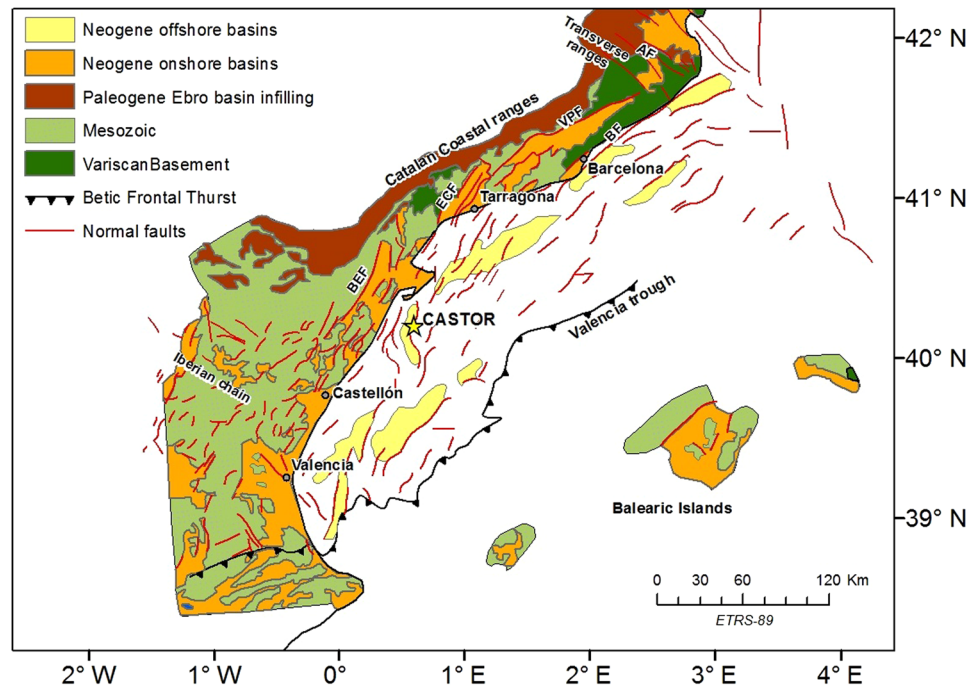 Neogene offshore basins
Neogene onshore basins
Paleogene Ebro basin infilling
Mesozoic
VariscanBasement
Betic Frontal Thurst
Normal faults
Transverse
ranges
AF
VPF
BF
Catalan Coastal ranges
Barcelona
ECF
Tarragona
BEF
CASTOR
Valencia trough
Iberian chain
Castellón
Valencia
Balearic Islands
0 30 60 120 Km
ETRS-89
42° N
41° N
40° N
39° N
2° W 1° W 0° 1° E 2° E 3° E 4° E